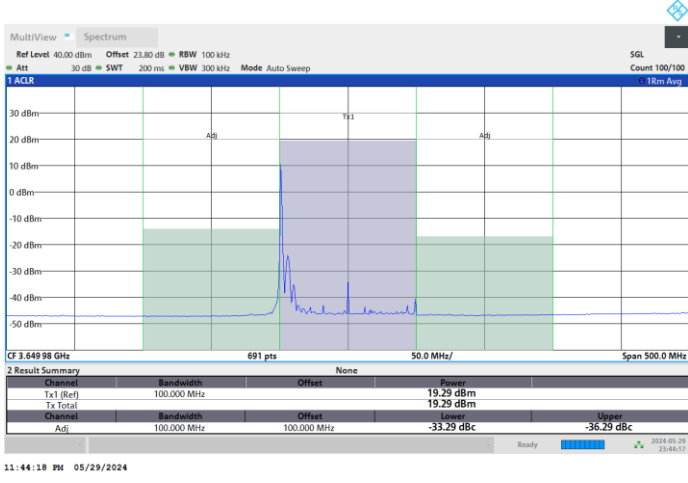 MultiView Spectrum
Ref Level 40.00 dBm Offset 23.80 dB RBW 100 kHz SGL
Att 30 dB SWT 200 ms VBW 300 kHz Mode Auto Sweep Count 100/100
1 ACLR 1Rm Avg
Tx1
30 dBm
Adj Adj
20 dBm
10 dBm
0 dBm
-10 dBm
-20 dBm
-30 dBm
-40 dBm
-50 dBm
CF 3.649 98 GHz 691 pts 50.0 MHz/ Span 500.0 MHz
2 Result Summary None
Channel Bandwidth Offset Power
Tx1 (Ref) 100.000 MHz 19.29 dBm
Tx Total 19.29 dBm
Channel Bandwidth Offset Lower Upper
Adj 100.000 MHz 100.000 MHz -33.29 dBc -36.29 dBc
Ready 2024-05-29
23:44:17
11:44:18 PM 05/29/2024